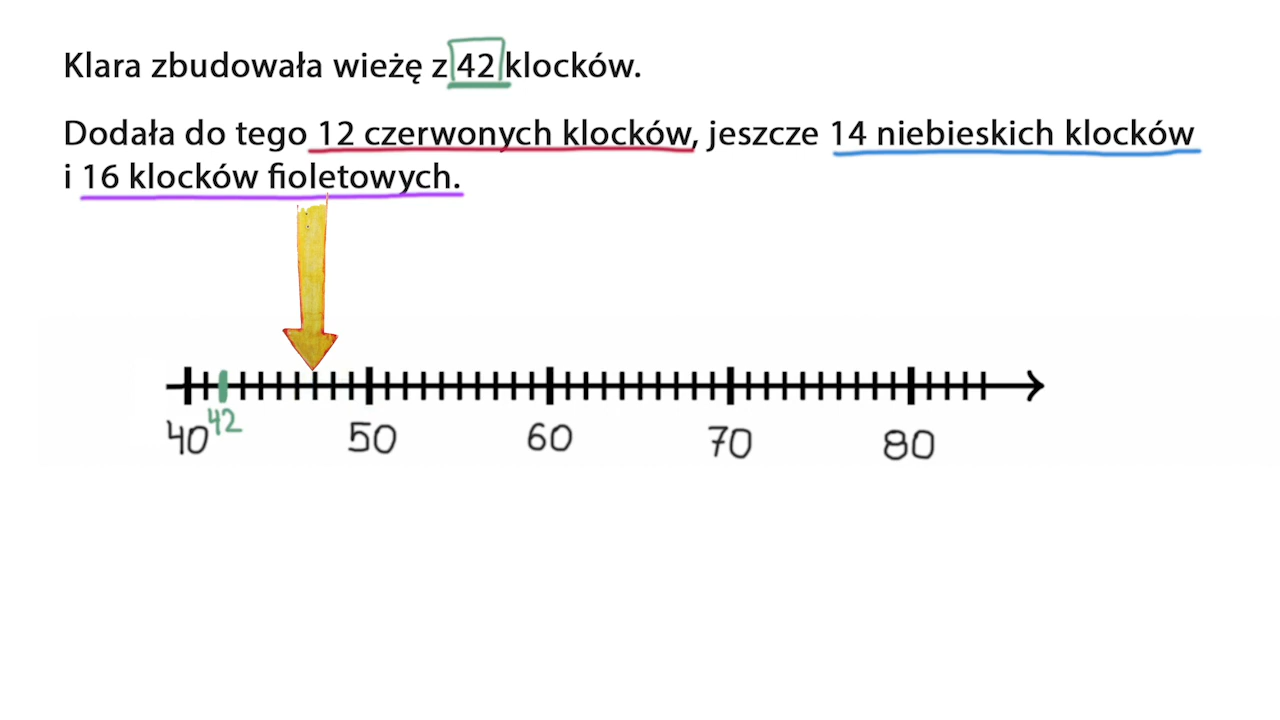 Klara zbudowała wieżę z 42 klocków.
Dodała do tego 12 czerwonych klocków, jeszcze 14 niebieskich klocków
i 16 klocków fioletowych.
40 42 50 60 70 80